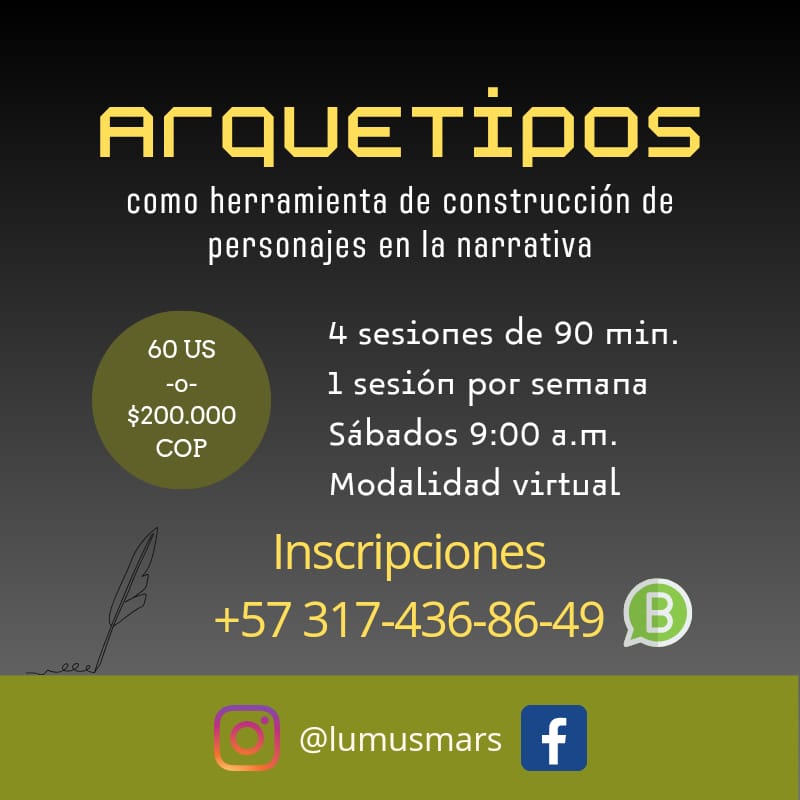 Arquetipos
como herramienta de construcción de
personajes en la narrativa
60 US
-o-
$200.000
COP
4 sesiones de 90 min.
1 sesión por semana
Sábados 9:00 a.m.
Modalidad virtual
Inscripciones
+57 317-436-86-49
B
@lumusmars